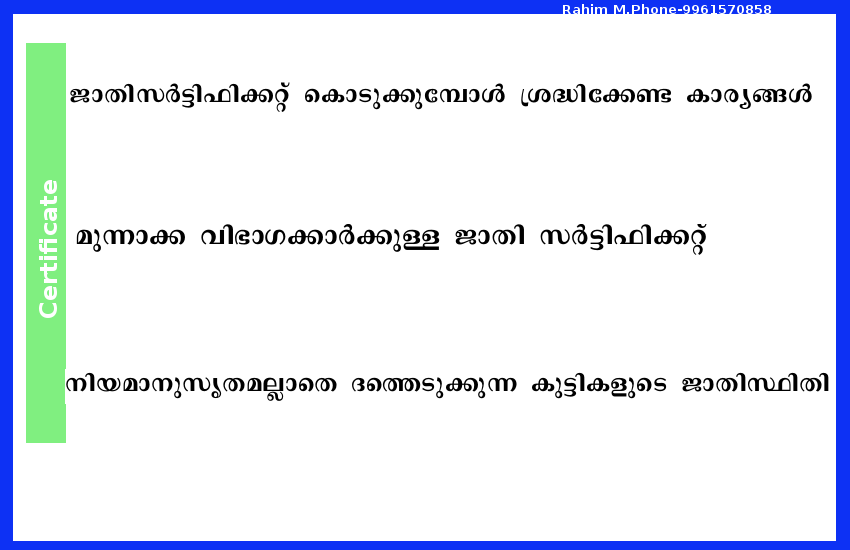 Rahim M.Phone-9961570858
ജാതിസർട്ടിഫിക്കറ്റ് കൊടുക്കുമ്പോൾ ശ്രദ്ധിക്കേണ്ട കാര്യങ്ങൾ
Certificate
മുന്നാക്ക വിഭാഗക്കാർക്കുള്ള ജാതി സർട്ടിഫിക്കറ്റ്
നിയമാനുസൃതമല്ലാതെ ദത്തെടുക്കുന്ന കുട്ടികളുടെ ജാതിസ്ഥിതി